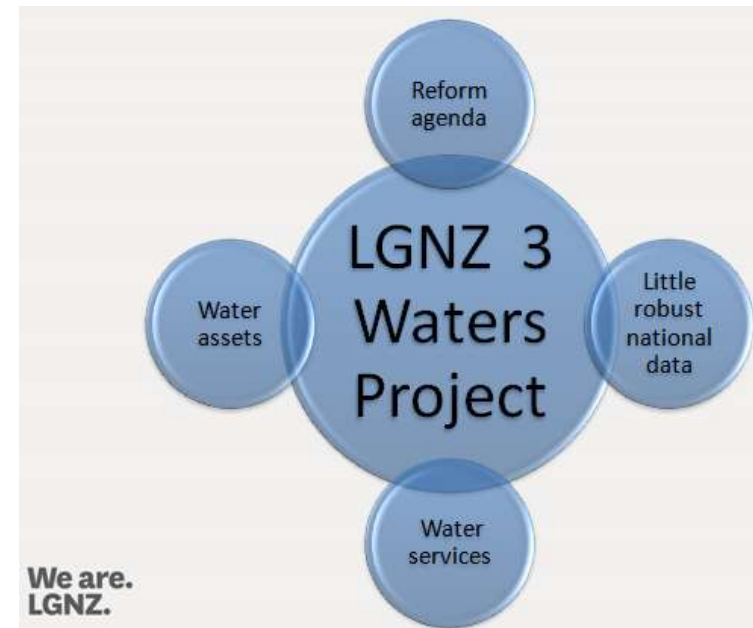 Reform
agenda
LGNZ 3
Waters
Project
Water
assets
Little
robust
national
data
Water
services
We are.
LGNZ.